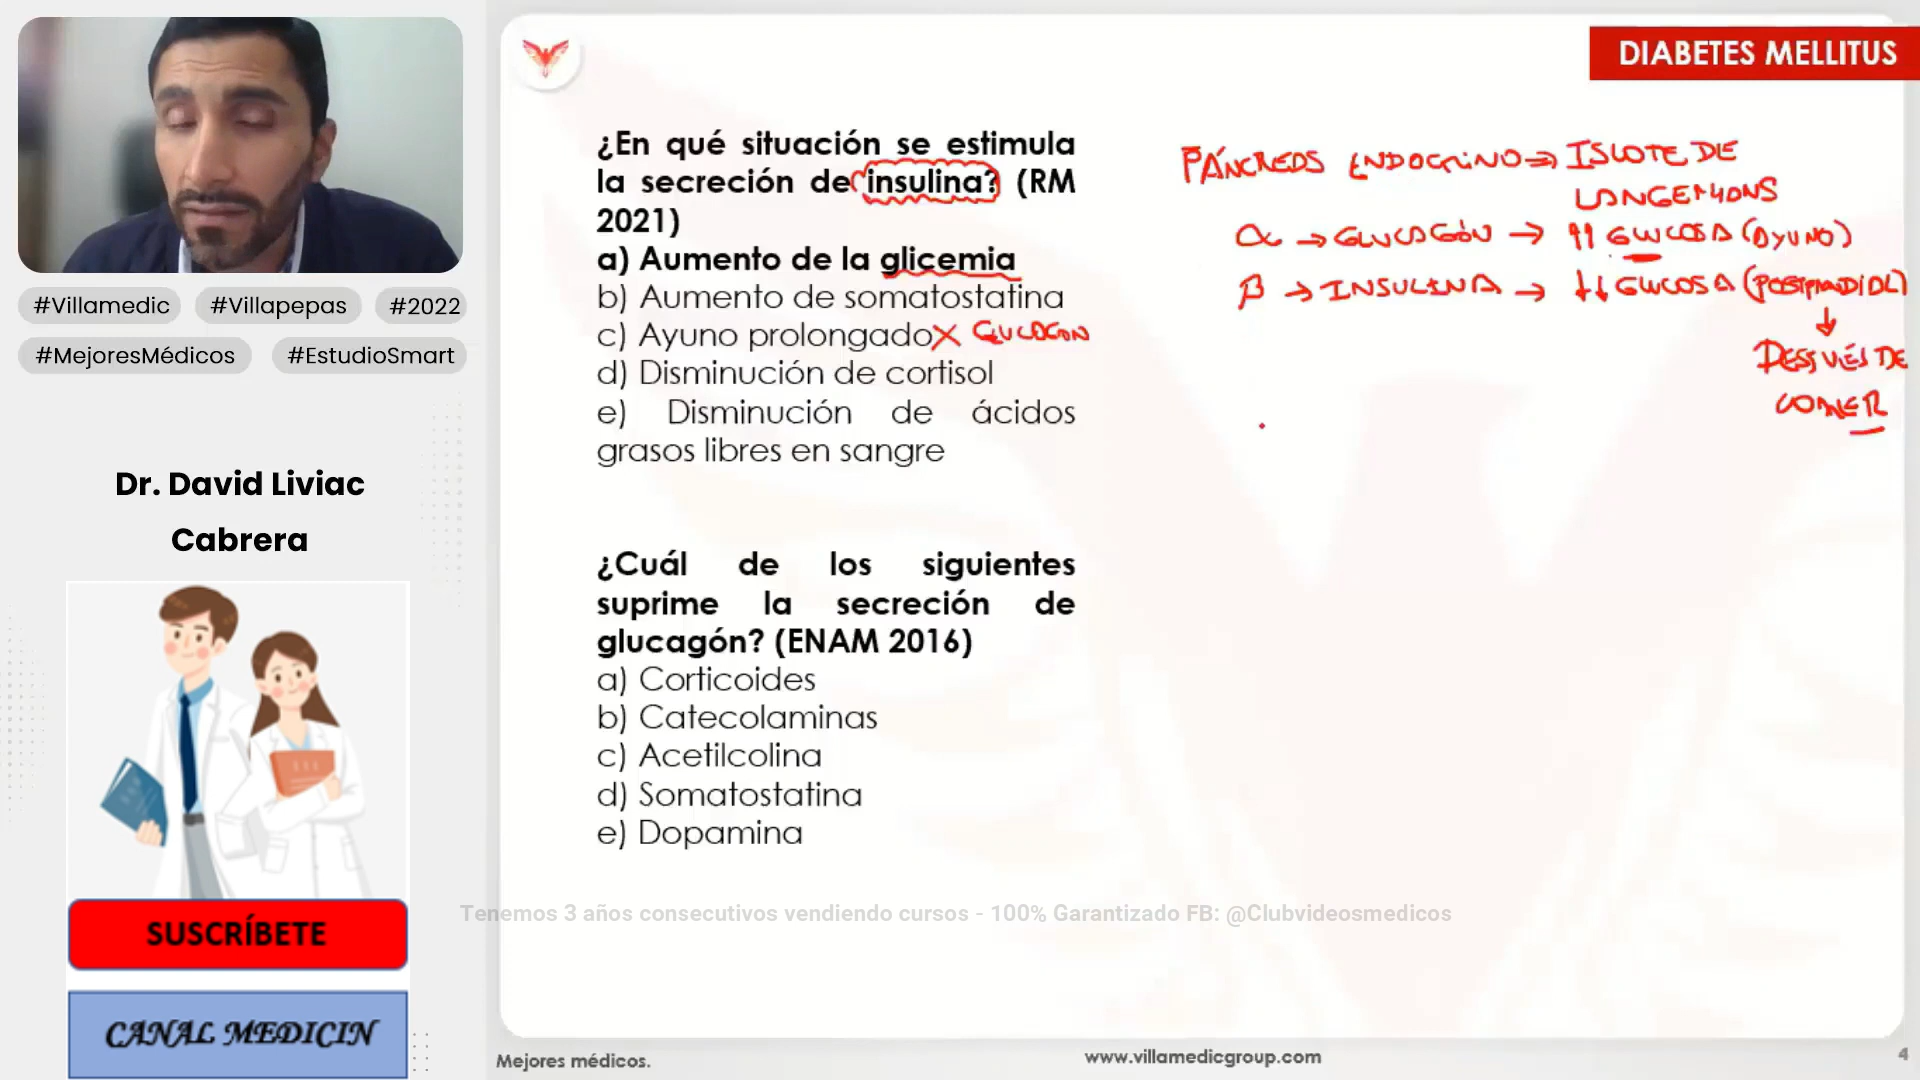 DIABETES MELLITUS
¿En qué situación se estimula
la secreción de insulina? (RM
2021)
a) Aumento de la glicemia
b) Aumento de somatostatina
c) Ayuno prolongado X GLUCAGON
d) Disminución de cortisol
e) Disminución de ácidos
grasos libres en sangre
¿Cuál de los siguientes
suprime la secreción de
glucagón? (ENAM 2016)
a) Corticoides
b) Catecolaminas
c) Acetilcolina
d) Somatostatina
e) Dopamina
PÁNCREAS ENDOCRINO ⇒ ISLOTE DE
LANGERHANS
α → GLUCAGÓN → ↑↑ GLUCOSA (AYUNO)
β → INSULINA → ↓↓ GLUCOSA (POSTPRANDIAL)
↓
DESPUÉS DE
COMER
#Villamedic #Villapepas #2022
#MejoresMédicos #EstudioSmart
Dr. David Liviac
Cabrera
SUSCRÍBETE
CANAL MEDICIN
Tenemos 3 años consecutivos vendiendo cursos - 100% Garantizado FB: @Clubvideosmedicos
Mejores médicos.
www.villamedicgroup.com
4